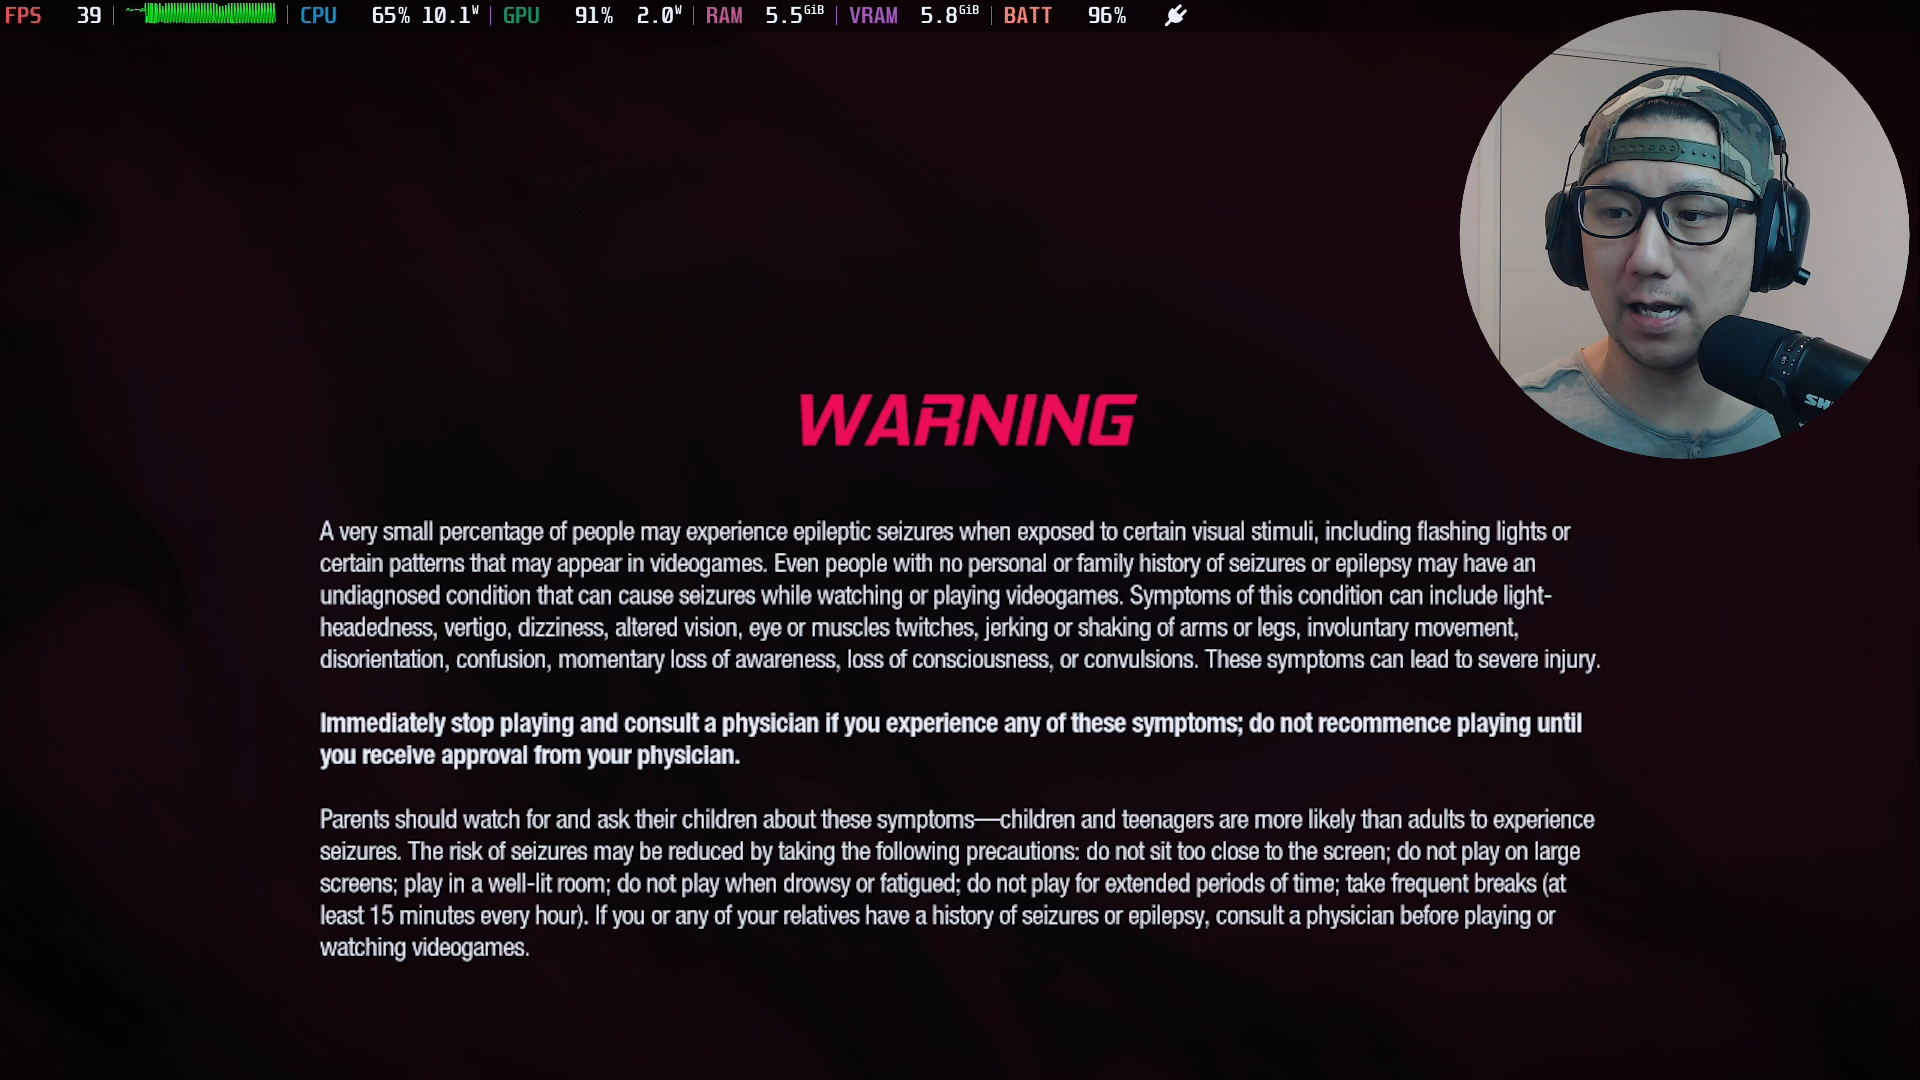 FPS 39 CPU 65% 10.1W GPU 91% 2.0W RAM 5.5GiB VRAM 5.8GiB BATT 96%
WARNING
A very small percentage of people may experience epileptic seizures when exposed to certain visual stimuli, including flashing lights or
certain patterns that may appear in videogames. Even people with no personal or family history of seizures or epilepsy may have an
undiagnosed condition that can cause seizures while watching or playing videogames. Symptoms of this condition can include light-
headedness, vertigo, dizziness, altered vision, eye or muscles twitches, jerking or shaking of arms or legs, involuntary movement,
disorientation, confusion, momentary loss of awareness, loss of consciousness, or convulsions. These symptoms can lead to severe injury.
Immediately stop playing and consult a physician if you experience any of these symptoms; do not recommence playing until
you receive approval from your physician.
Parents should watch for and ask their children about these symptoms—children and teenagers are more likely than adults to experience
seizures. The risk of seizures may be reduced by taking the following precautions: do not sit too close to the screen; do not play on large
screens; play in a well-lit room; do not play when drowsy or fatigued; do not play for extended periods of time; take frequent breaks (at
least 15 minutes every hour). If you or any of your relatives have a history of seizures or epilepsy, consult a physician before playing or
watching videogames.